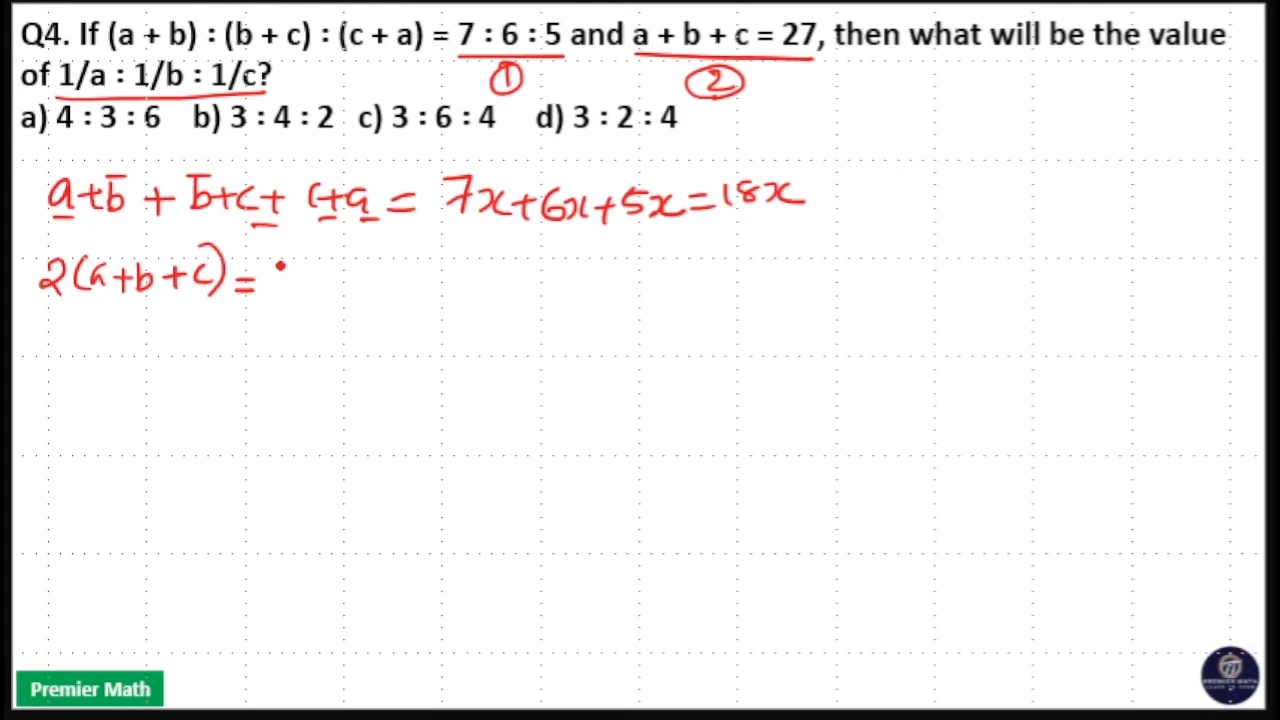 Q4. If (a + b) : (b + c) : (c + a) = 7 : 6 : 5 and a + b + c = 27, then what will be the value
of 1/a : 1/b : 1/c?
① ②
a) 4 : 3 : 6 b) 3 : 4 : 2 c) 3 : 6 : 4 d) 3 : 2 : 4
a+b + b+c+ c+a = 7x+6x+5x=18x
2(a+b+c) =
Premier Math
PREMIER MATH